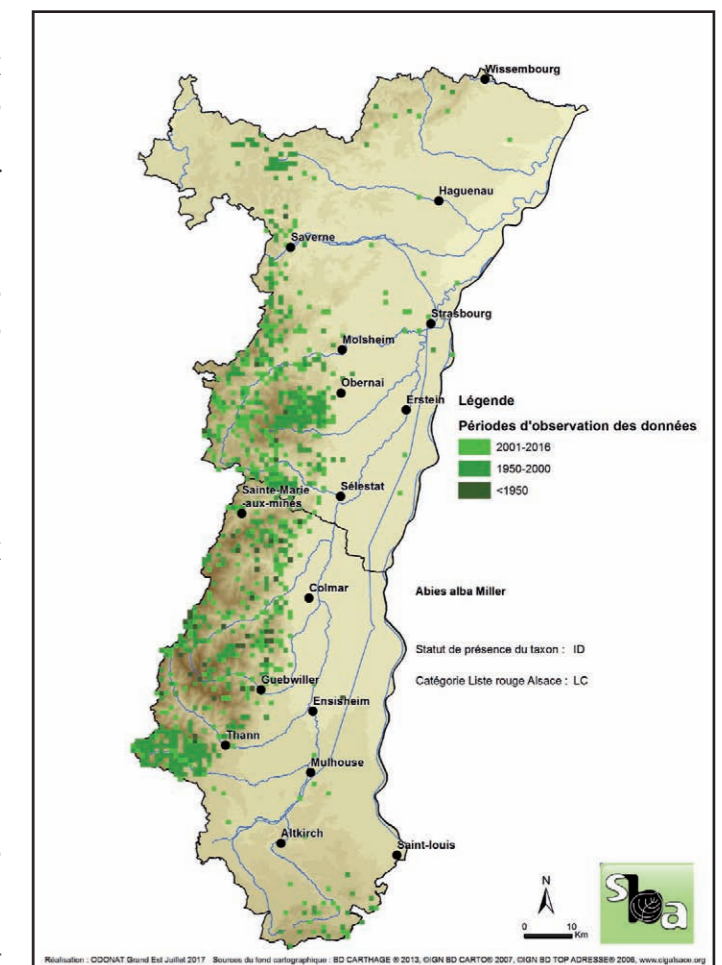 Wissembourg
Haguenau
Saverne
Strasbourg
Molsheim
Obernai
Erstein
Légende
Périodes d'observation des données
2001-2016
1950-2000
<1950
Sainte-Marie
-aux-mines
Sélestat
Colmar
Abies alba Miller
Statut de présence du taxon : ID
Catégorie Liste rouge Alsace : LC
Guebwiller
Ensisheim
Thann
Mulhouse
Altkirch
Saint-louis
N
0 10
Km
sba
Réalisation : ODONAT Grand Est Juillet 2017 Sources du fond cartographique : BD CARTHAGE ® 2013, ©IGN BD CARTO® 2007, ©IGN BD TOP ADRESSE® 2008, www.cigalsace.org